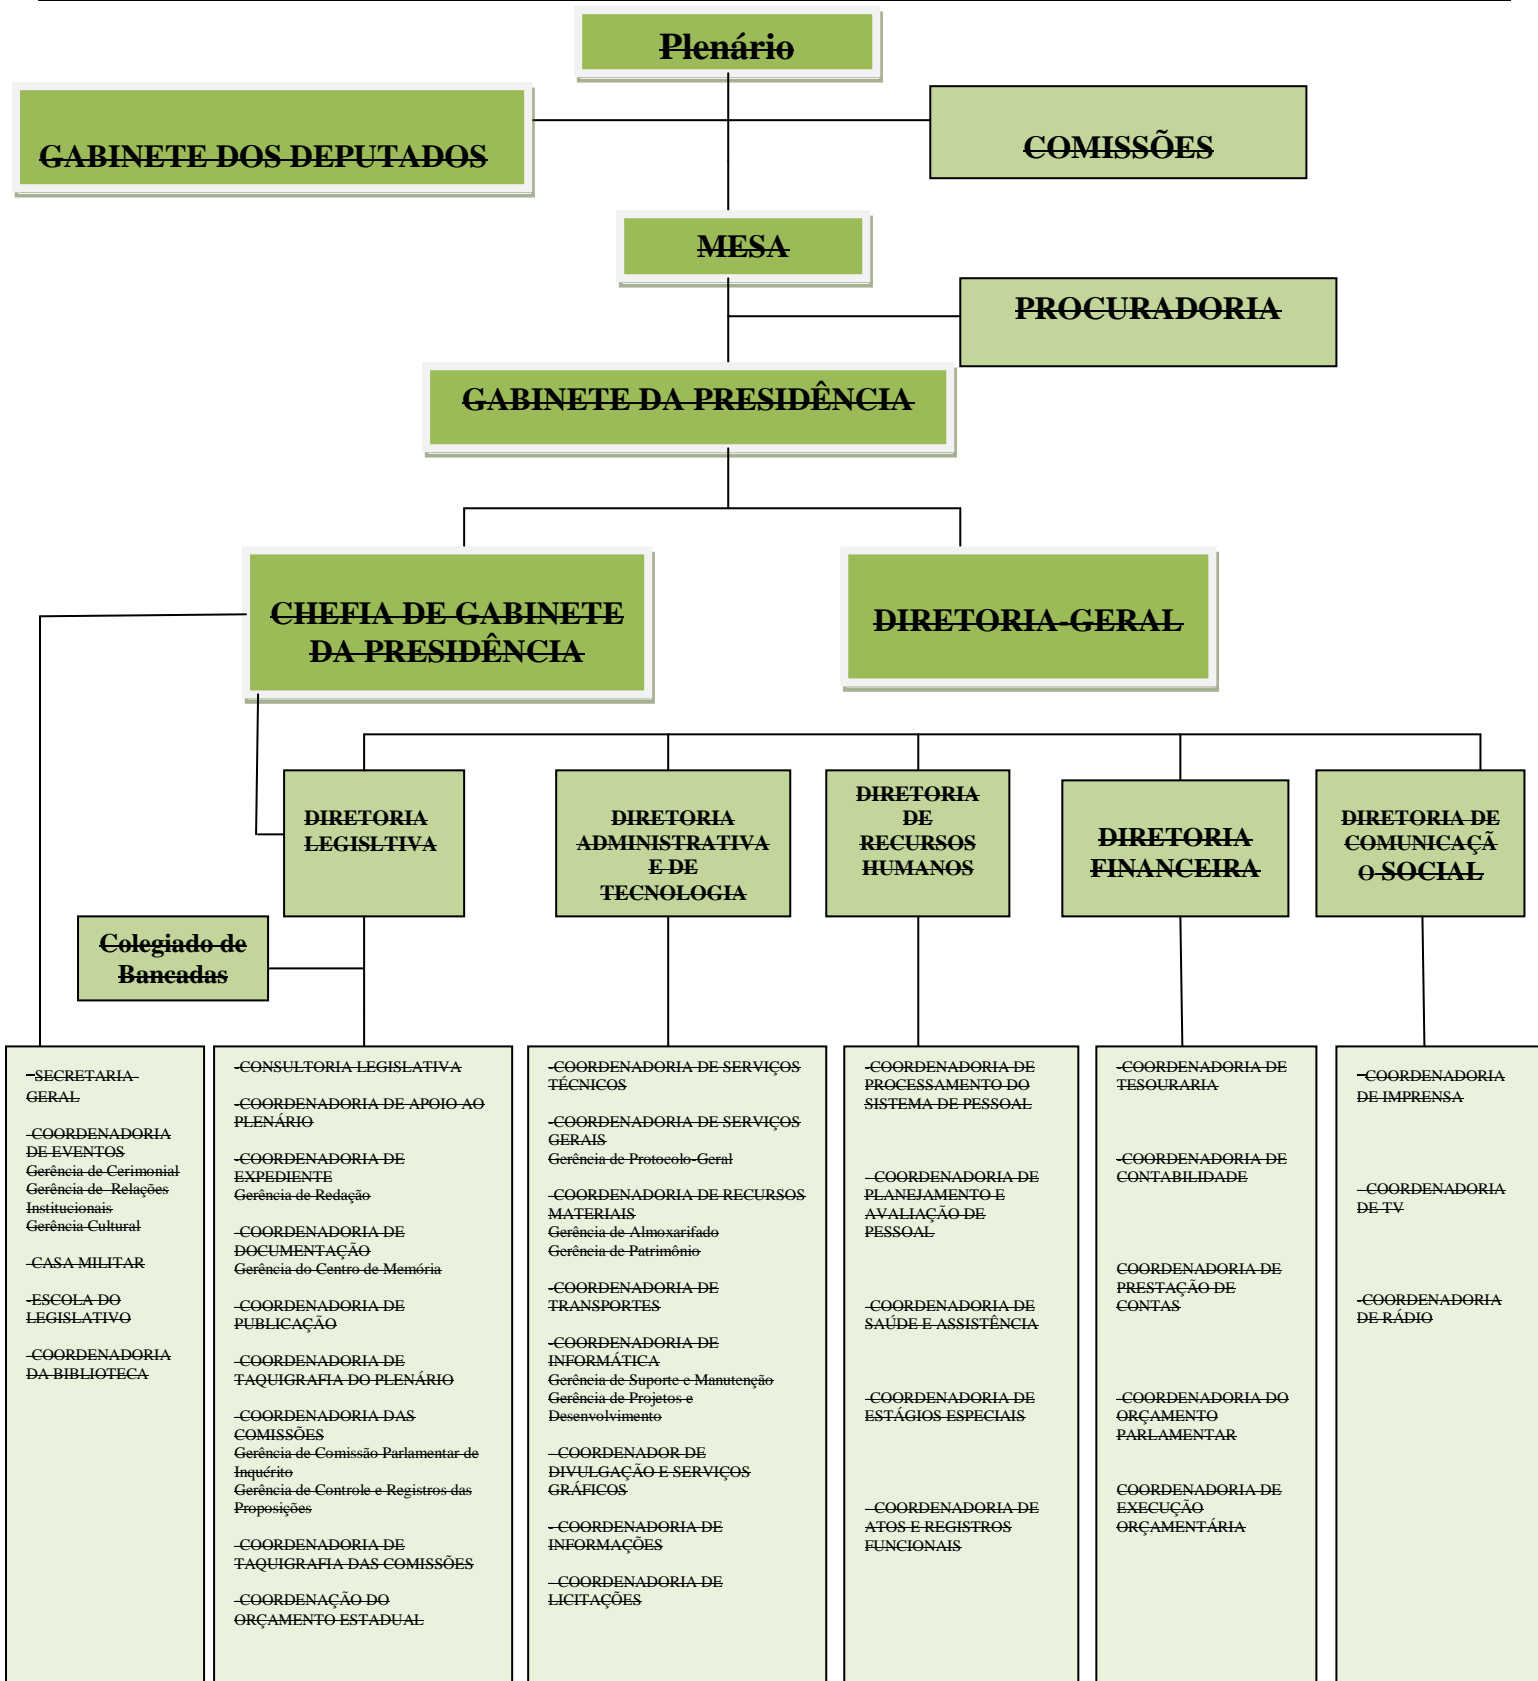 Plenário
GABINETE DOS DEPUTADOS
COMISSÕES
MESA
PROCURADORIA
GABINETE DA PRESIDÊNCIA
CHEFIA DE GABINETE
DA PRESIDÊNCIA
DIRETORIA-GERAL
DIRETORIA
LEGISLTIVA
DIRETORIA
ADMINISTRATIVA
E DE
TECNOLOGIA
DIRETORIA
DE
RECURSOS
HUMANOS
DIRETORIA
FINANCEIRA
DIRETORIA DE
COMUNICAÇÃ
O SOCIAL
Colegiado de
Bancadas
-SECRETARIA
GERAL
-COORDENADORIA
DE EVENTOS
Gerência de Cerimonial
Gerência de Relações
Institucionais
Gerência Cultural
-CASA MILITAR
-ESCOLA DO
LEGISLATIVO
-COORDENADORIA
DA BIBLIOTECA
-CONSULTORIA LEGISLATIVA
-COORDENADORIA DE APOIO AO
PLENÁRIO
-COORDENADORIA DE
EXPEDIENTE
Gerência de Redação
-COORDENADORIA DE
DOCUMENTAÇÃO
Gerência do Centro de Memória
-COORDENADORIA DE
PUBLICAÇÃO
-COORDENADORIA DE
TAQUIGRAFIA DO PLENÁRIO
-COORDENADORIA DAS
COMISSÕES
Gerência de Comissão Parlamentar de
Inquérito
Gerência de Controle e Registros das
Proposições
-COORDENADORIA DE
TAQUIGRAFIA DAS COMISSÕES
-COORDENAÇÃO DO
ORÇAMENTO ESTADUAL
-COORDENADORIA DE SERVIÇOS
TÉCNICOS
-COORDENADORIA DE SERVIÇOS
GERAIS
Gerência de Protocolo-Geral
-COORDENADORIA DE RECURSOS
MATERIAIS
Gerência de Almoxarifado
Gerência de Patrimônio
-COORDENADORIA DE
TRANSPORTES
-COORDENADORIA DE
INFORMÁTICA
Gerência de Suporte e Manutenção
Gerência de Projetos e
Desenvolvimento
- COORDENADOR DE
DIVULGAÇÃO E SERVIÇOS
GRÁFICOS
- COORDENADORIA DE
INFORMAÇÕES
- COORDENADORIA DE
LICITAÇÕES
-COORDENADORIA DE
PROCESSAMENTO DO
SISTEMA DE PESSOAL
- COORDENADORIA DE
PLANEJAMENTO E
AVALIAÇÃO DE
PESSOAL
-COORDENADORIA DE
SAÚDE E ASSISTÊNCIA
-COORDENADORIA DE
ESTÁGIOS ESPECIAIS
- COORDENADORIA DE
ATOS E REGISTROS
FUNCIONAIS
-COORDENADORIA DE
TESOURARIA
-COORDENADORIA DE
CONTABILIDADE
COORDENADORIA DE
PRESTAÇÃO DE
CONTAS
-COORDENADORIA DO
ORÇAMENTO
PARLAMENTAR
COORDENADORIA DE
EXECUÇÃO
ORÇAMENTÁRIA
-COORDENADORIA
DE IMPRENSA
-COORDENADORIA
DE TV
-COORDENADORIA
DE RÁDIO